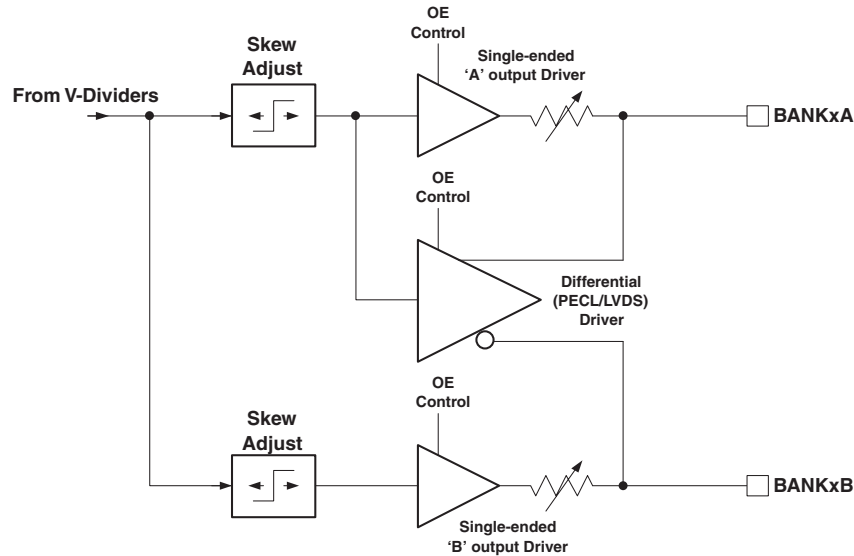 OE
Control
Skew
Adjust
Single-ended
‘A’ output Driver
From V-Dividers
BANKxA
OE
Control
Differential
(PECL/LVDS)
Driver
OE
Control
Skew
Adjust
BANKxB
Single-ended
‘B’ output Driver